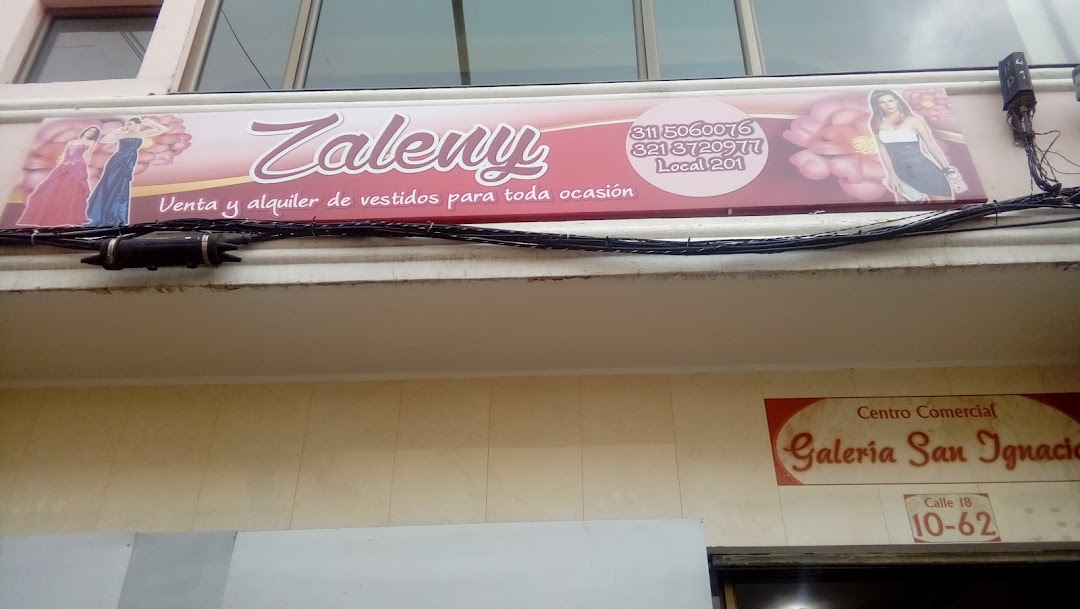 Zaleny
Venta y alquiler de vestidos para toda ocasión
311 5060076
321 3720977
Local 201
Centro Comercial
Galería San Ignacio
Calle 18
10-62